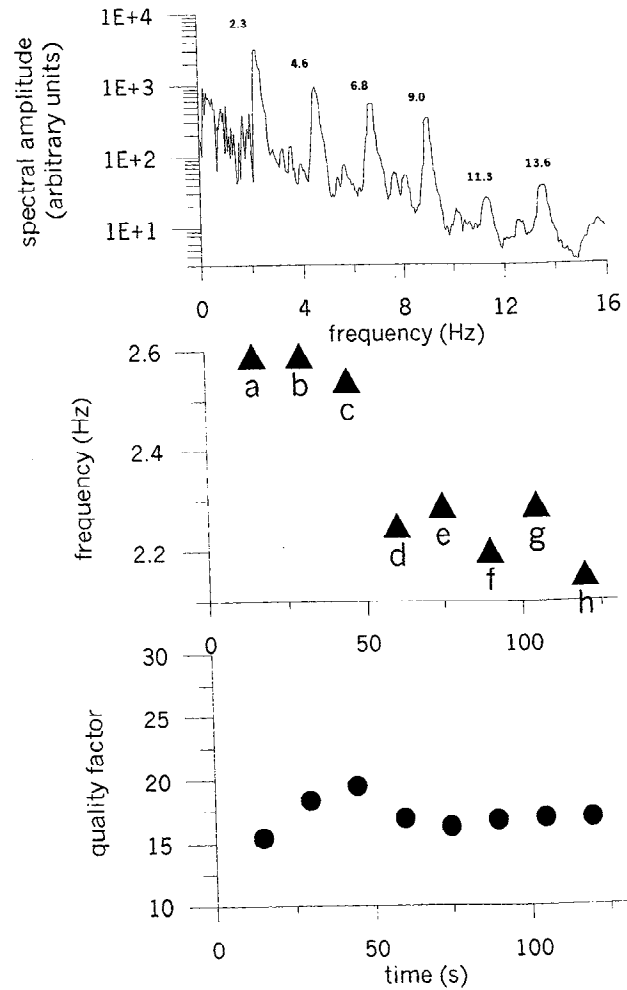 spectral amplitude
(arbitrary units)
1E+4
1E+3
1E+2
1E+1
2.3
4.6
6.8
9.0
11.3
13.6
0 4 8 12 16
frequency (Hz)
frequency (Hz)
2.6
2.4
2.2
a b c d e f g h
0 50 100
quality factor
30
25
20
15
10
0 50 100
time (s)